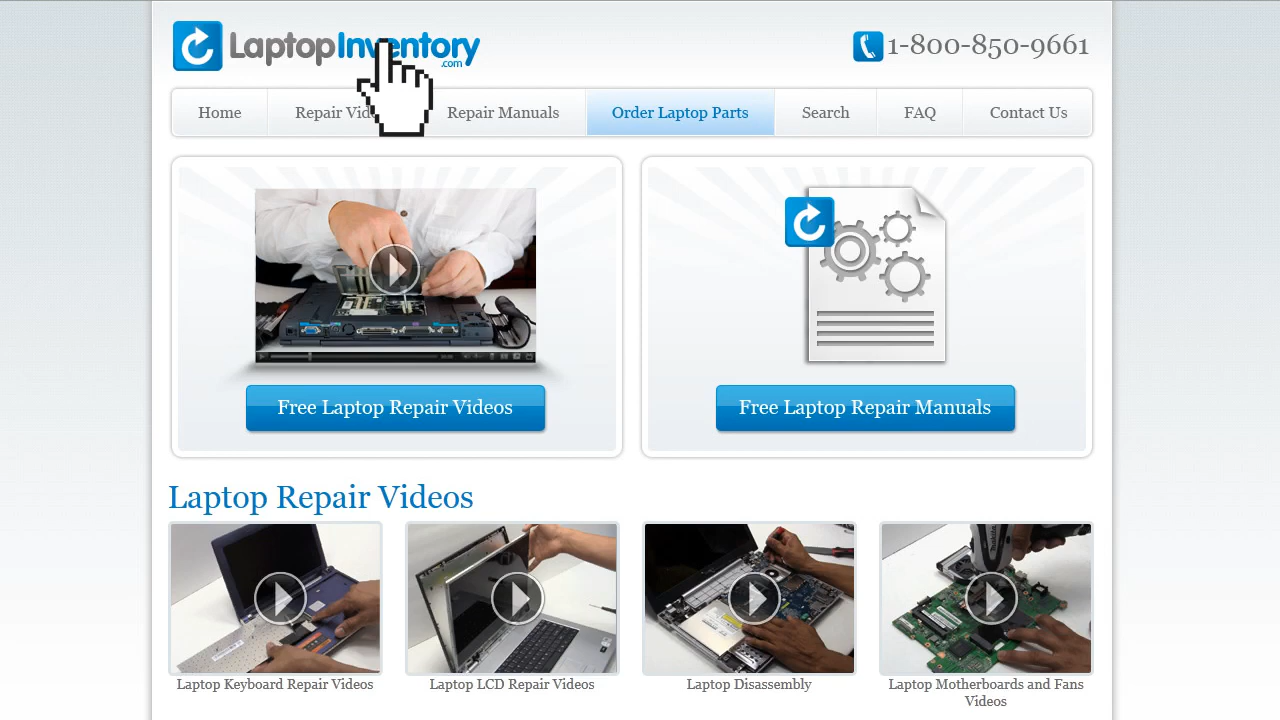 LaptopInventory
.com
1-800-850-9661
Home
Repair
Repair Manuals
Order Laptop Parts
Search
FAQ
Contact Us
Free Laptop Repair Videos
Free Laptop Repair Manuals
Laptop Repair Videos
Laptop Keyboard Repair Videos
Laptop LCD Repair Videos
Laptop Disassembly
Laptop Motherboards and Fans
Videos